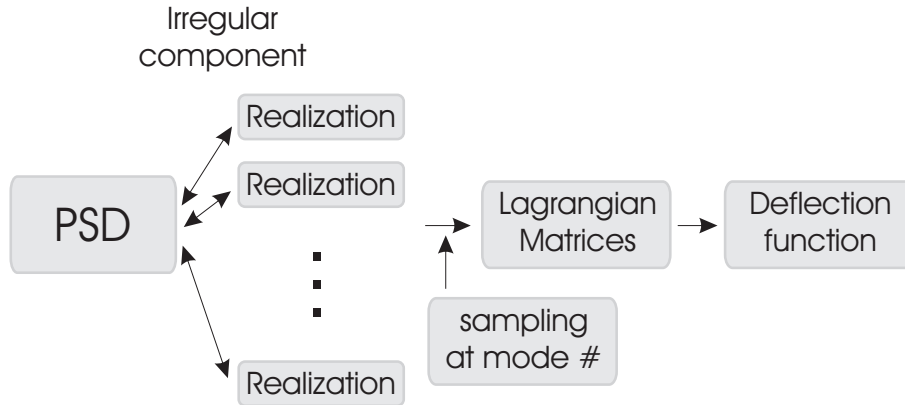 Irregular
component
Realization
Realization
PSD
Lagrangian
Matrices
Deflection
function
sampling
at mode #
Realization